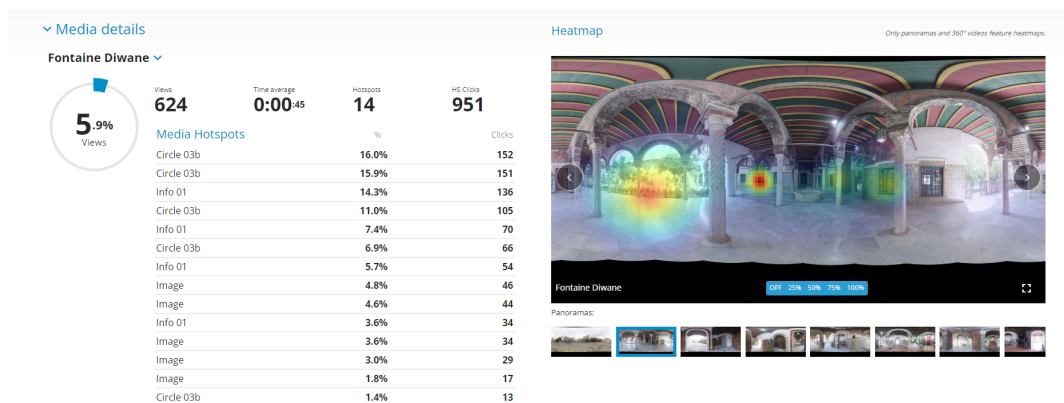 Media details
Fontaine Diwane
5.9%
Views
Views
624
Time average
0:00:45
Hotspots
14
HS Clicks
951
Media Hotspots % Clicks
Circle 03b 16.0% 152
Circle 03b 15.9% 151
Info 01 14.3% 136
Circle 03b 11.0% 105
Info 01 7.4% 70
Circle 03b 6.9% 66
Info 01 5.7% 54
Image 4.8% 46
Image 4.6% 44
Info 01 3.6% 34
Image 3.6% 34
Image 3.0% 29
Image 1.8% 17
Circle 03b 1.4% 13
Heatmap
Only panoramas and 360° videos feature heatmaps.
Fontaine Diwane
OFF 25% 50% 75% 100%
Panoramas: